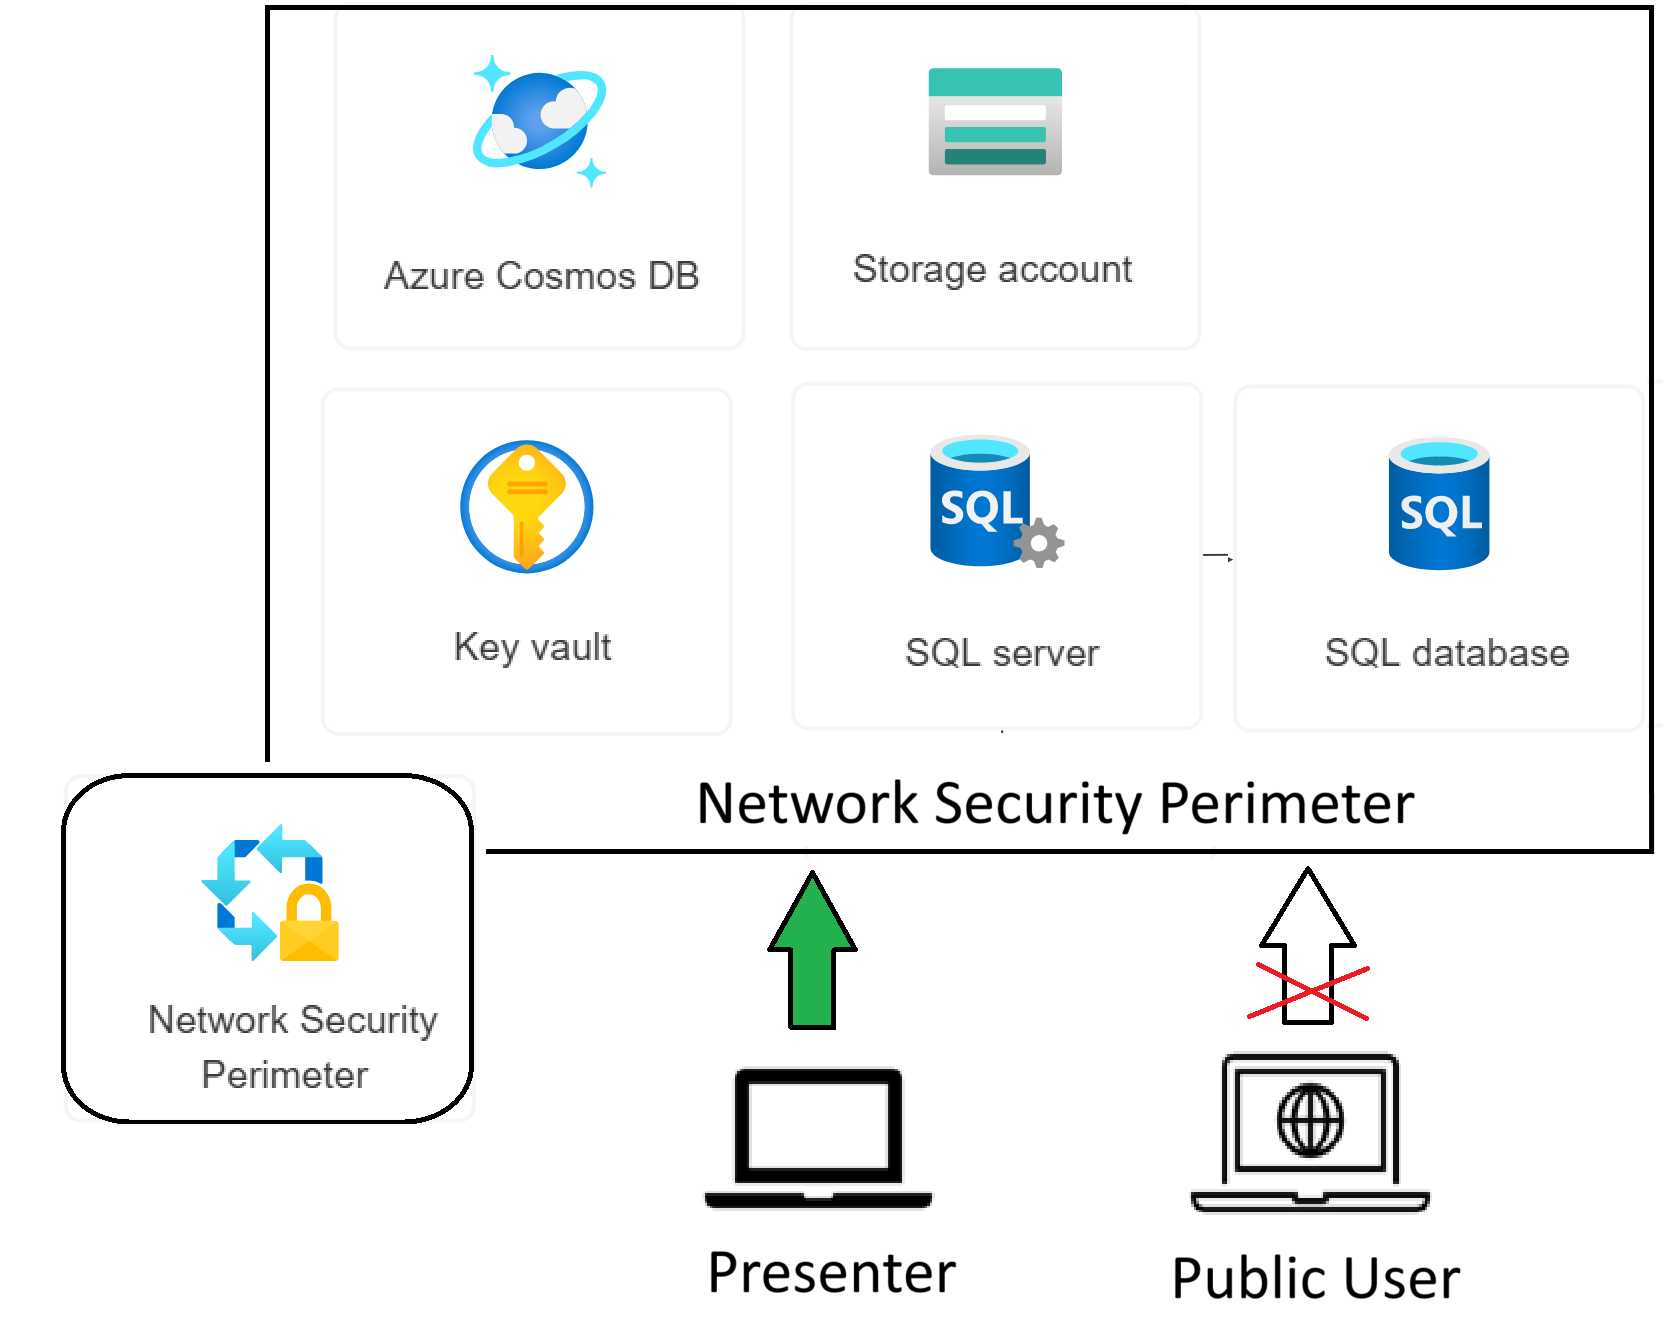 Azure Cosmos DB
Storage account
Key vault
SQL
SQL server
SQL
SQL database
Network Security Perimeter
Network Security
Perimeter
Presenter
Public User